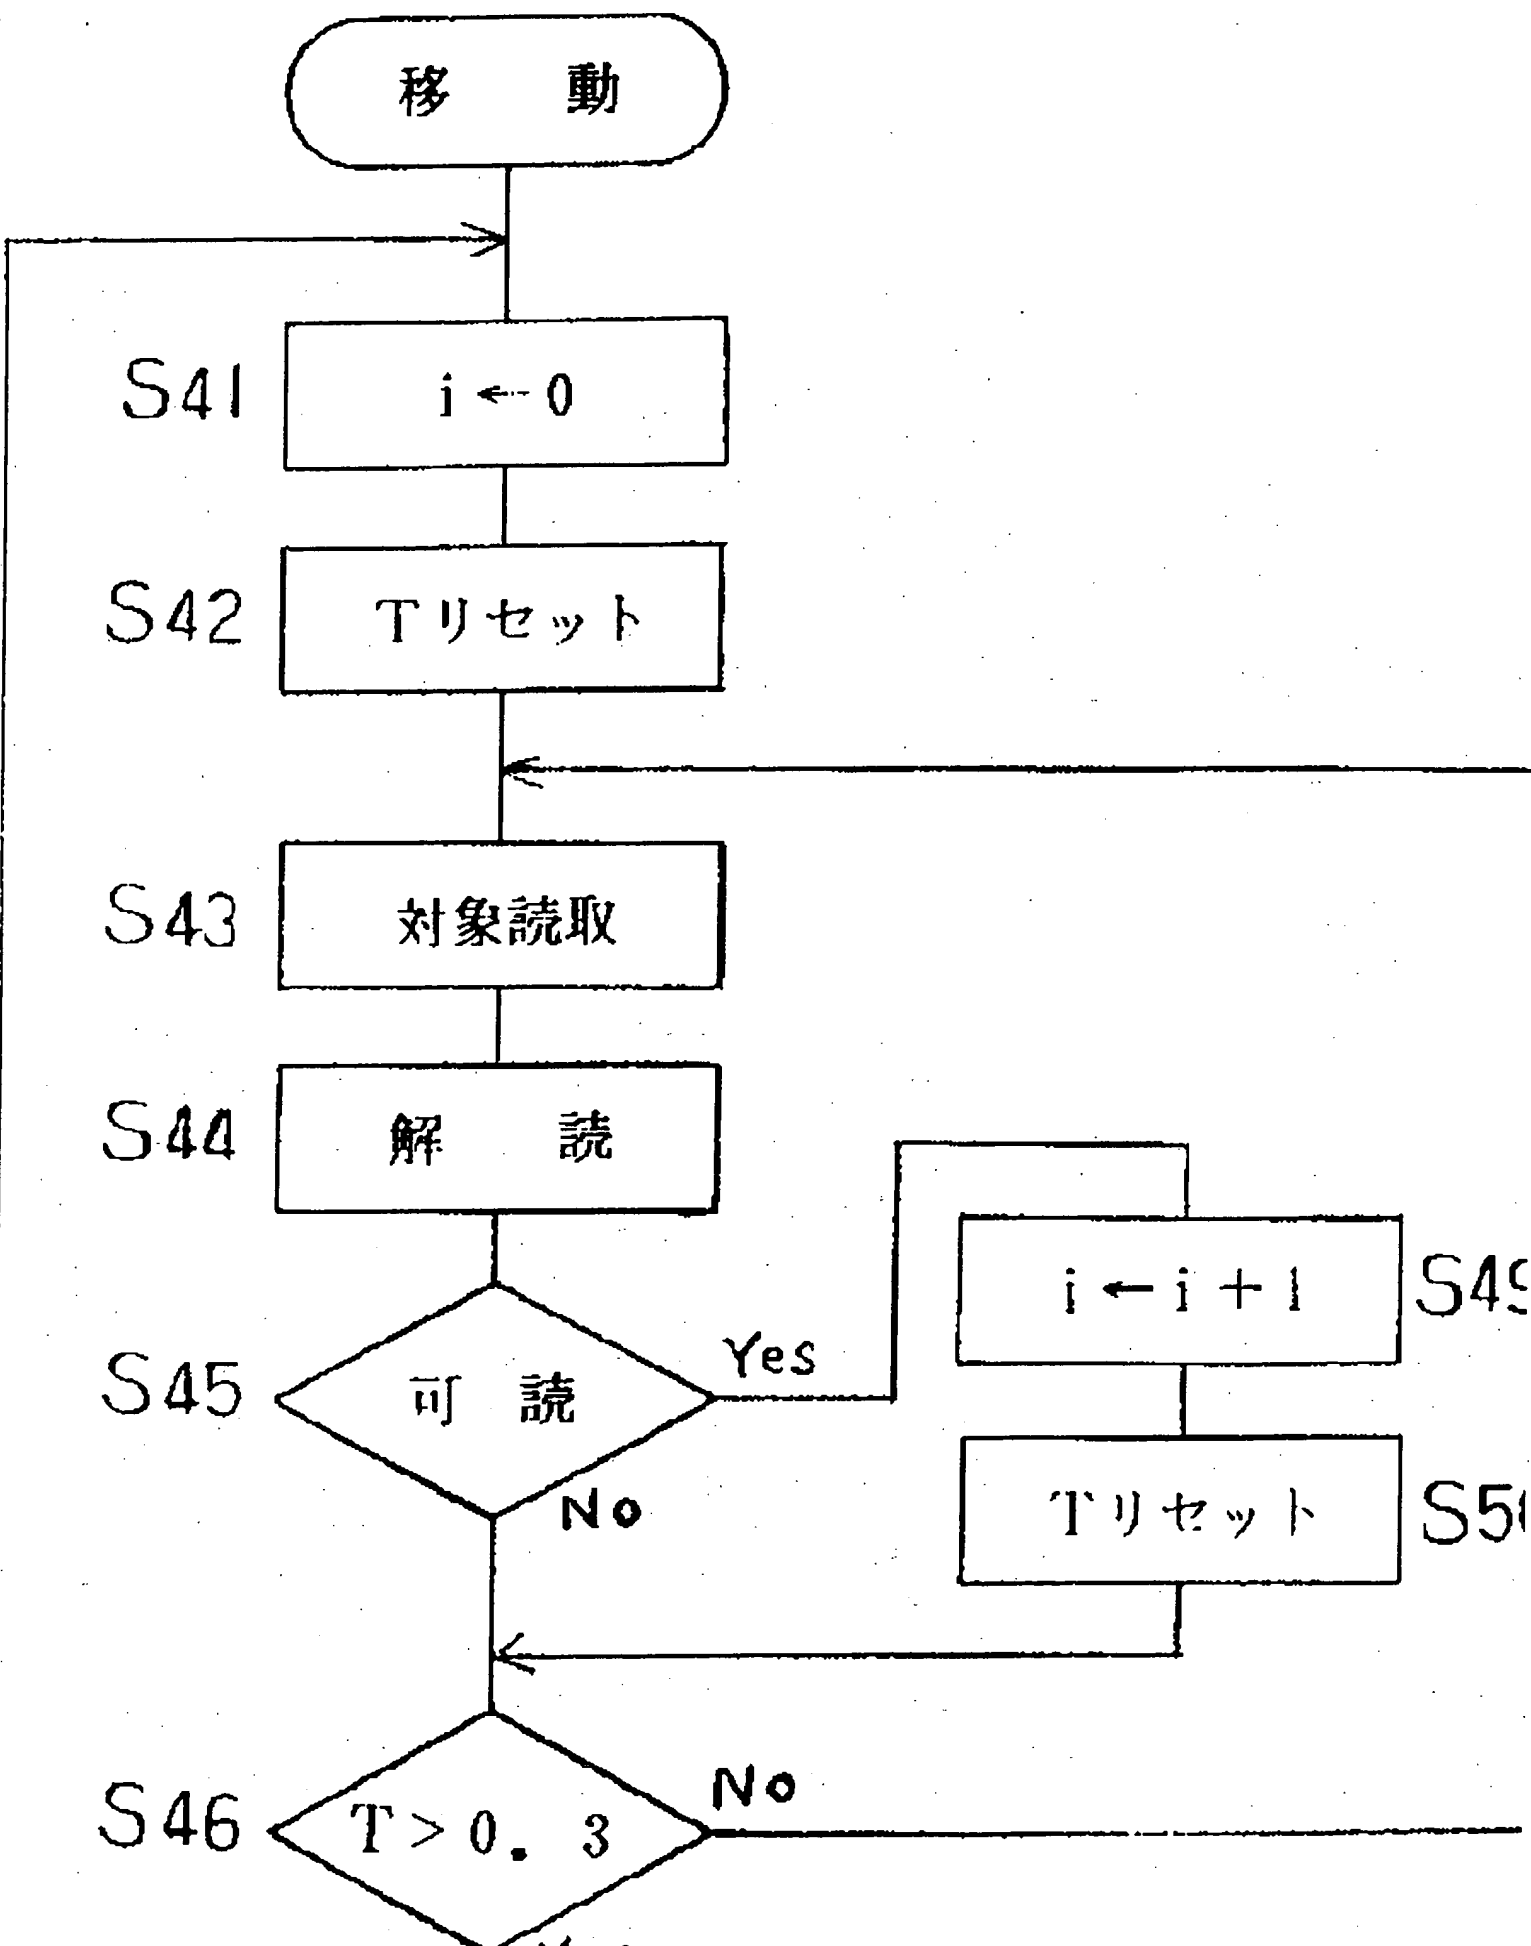 移 動
S41 i ← 0
S42 Tリセット
S43 対象読取
S44 解 読
i ← i + 1
S45 可 読 Yes
No
Tリセット
S46 T > 0. 3 No